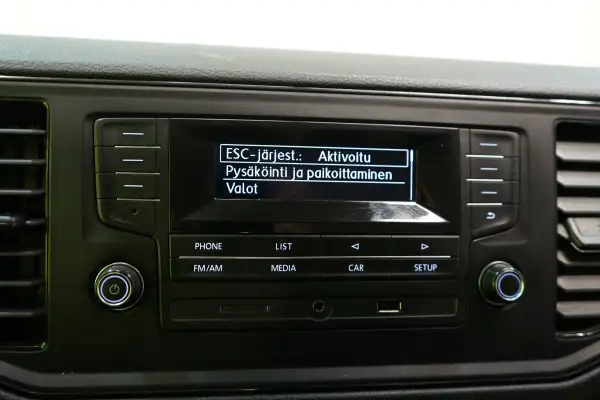 ESC-järjest.: Aktivoitu
Pysäköinti ja paikoittaminen
Valot
PHONE LIST
FM/AM MEDIA CAR SETUP